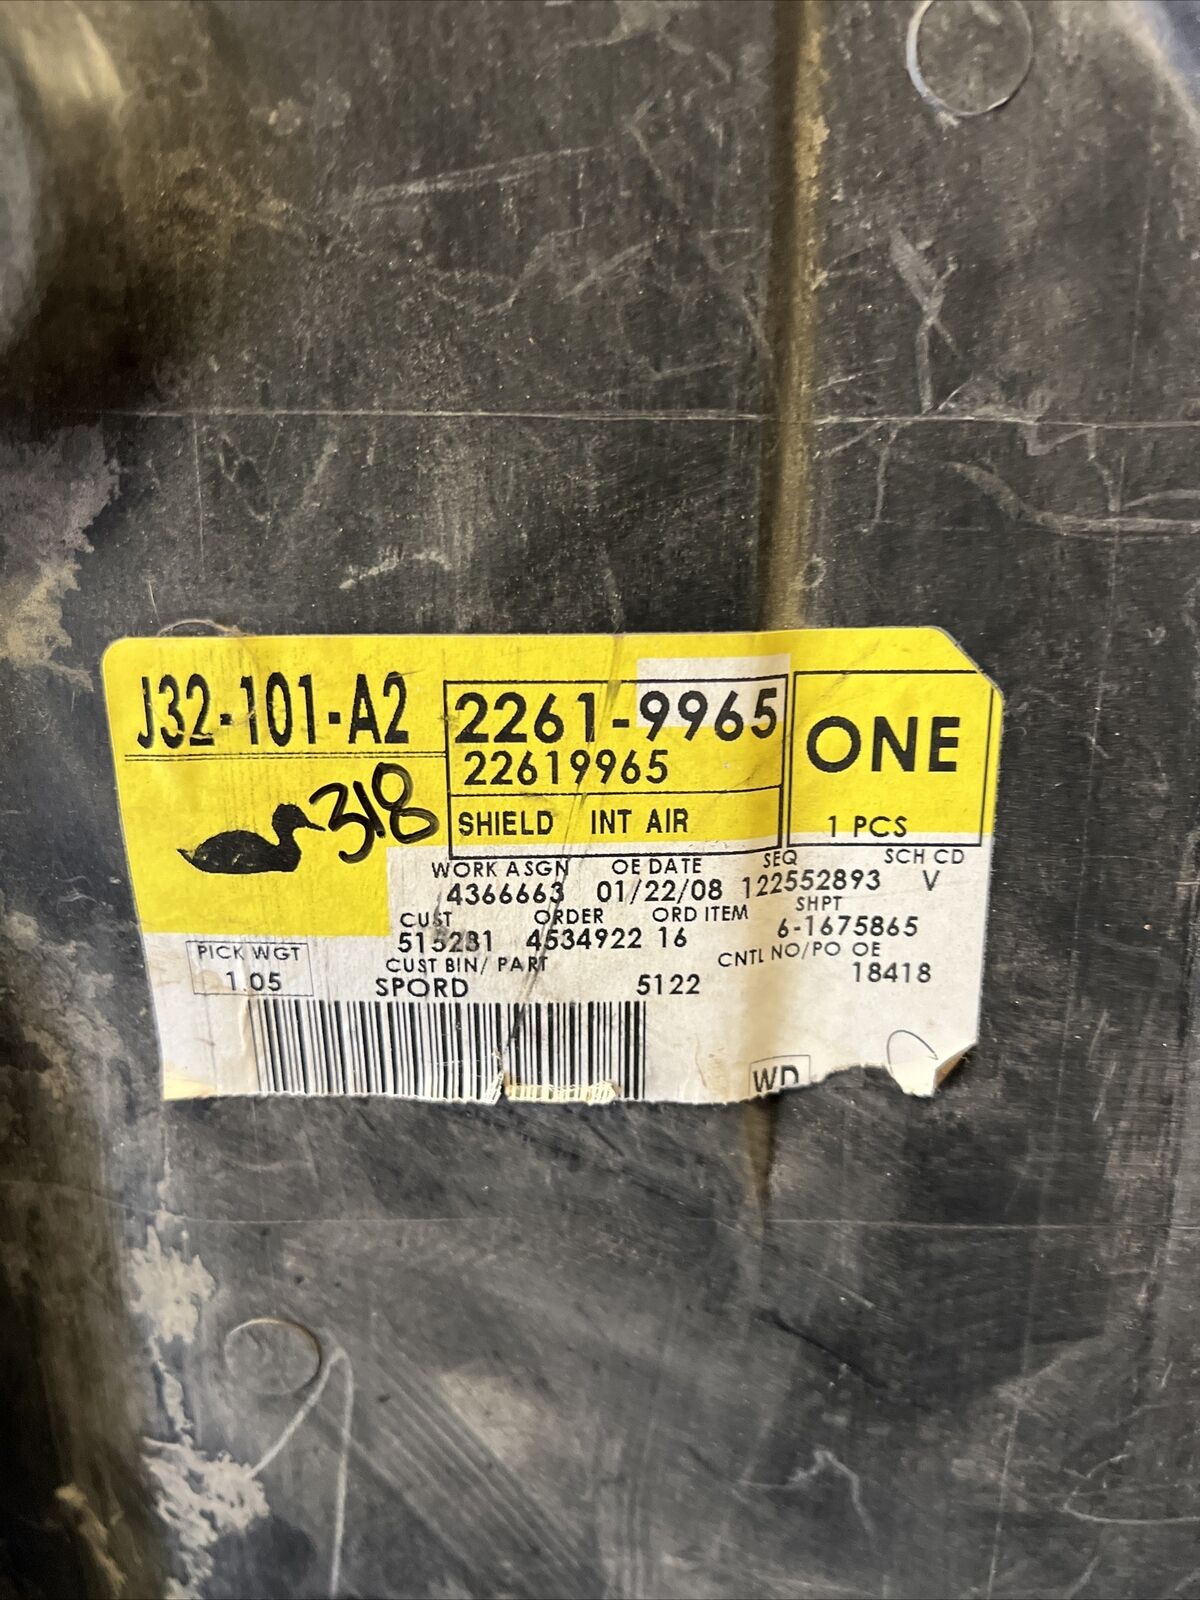 J32-101-A2
2261-9965
22619965
ONE
318
SHIELD INT AIR
1 PCS
WORK ASGN OE DATE SEQ SCH CD
4366663 01/22/08 122552893 V
CUST ORDER ORD ITEM SHPT
515231 4534922 16 6-1675865
PICK WGT CUST BIN/ PART CNTL NO/PO OE
1.05 SPORD 5122 18418
WD